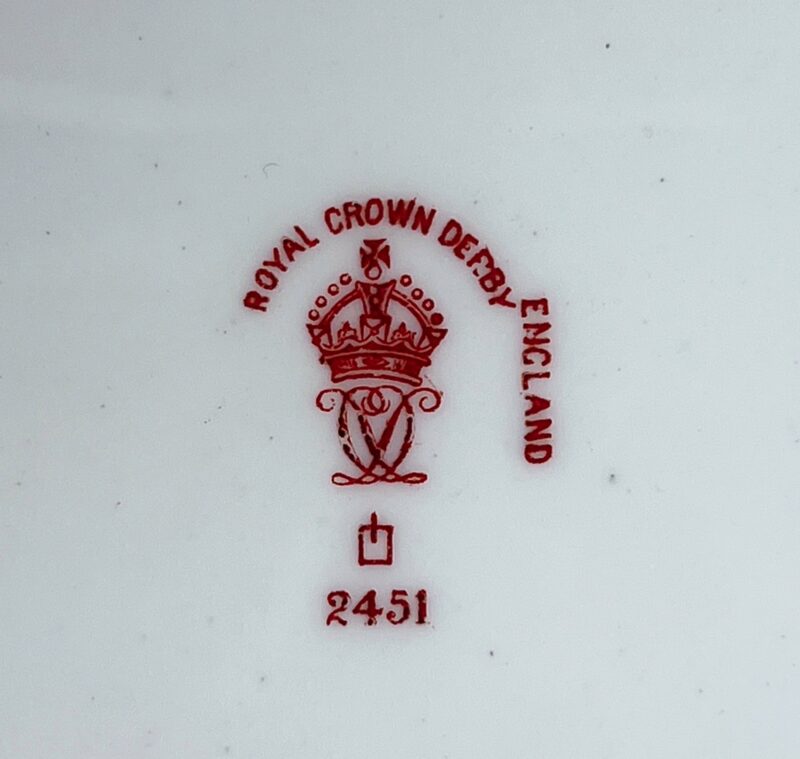 ROYAL CROWN DERBY
ENGLAND
2451